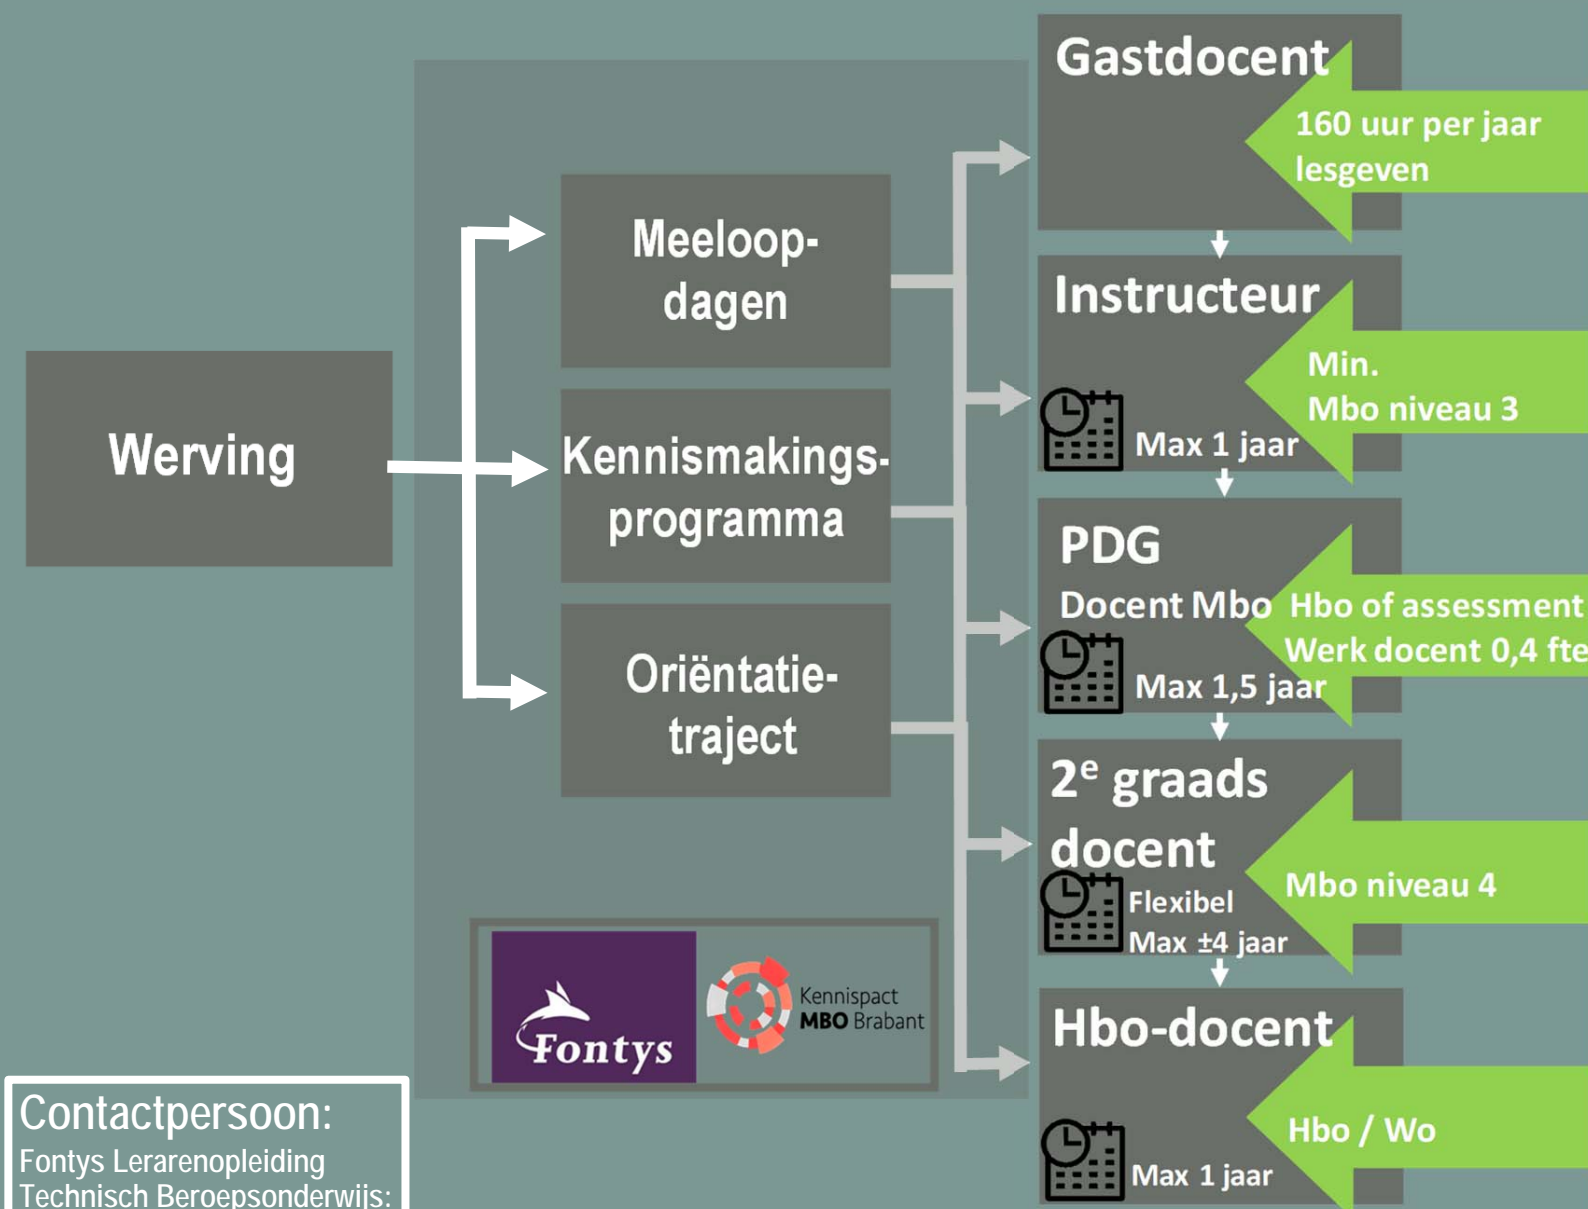 Werving
Meeloop-
dagen
Kennismakings-
programma
Oriëntatie-
traject
Fontys
Kennispact
MBO Brabant
Contactpersoon:
Fontys Lerarenopleiding
Technisch Beroepsonderwijs:
Gastdocent
160 uur per jaar
lesgeven
Instructeur
Min.
Mbo niveau 3
Max 1 jaar
PDG
Docent Mbo
Hbo of assessment
Werk docent 0,4 fte
Max 1,5 jaar
2e graads
docent
Flexibel
Max ±4 jaar
Mbo niveau 4
Hbo-docent
Hbo / Wo
Max 1 jaar